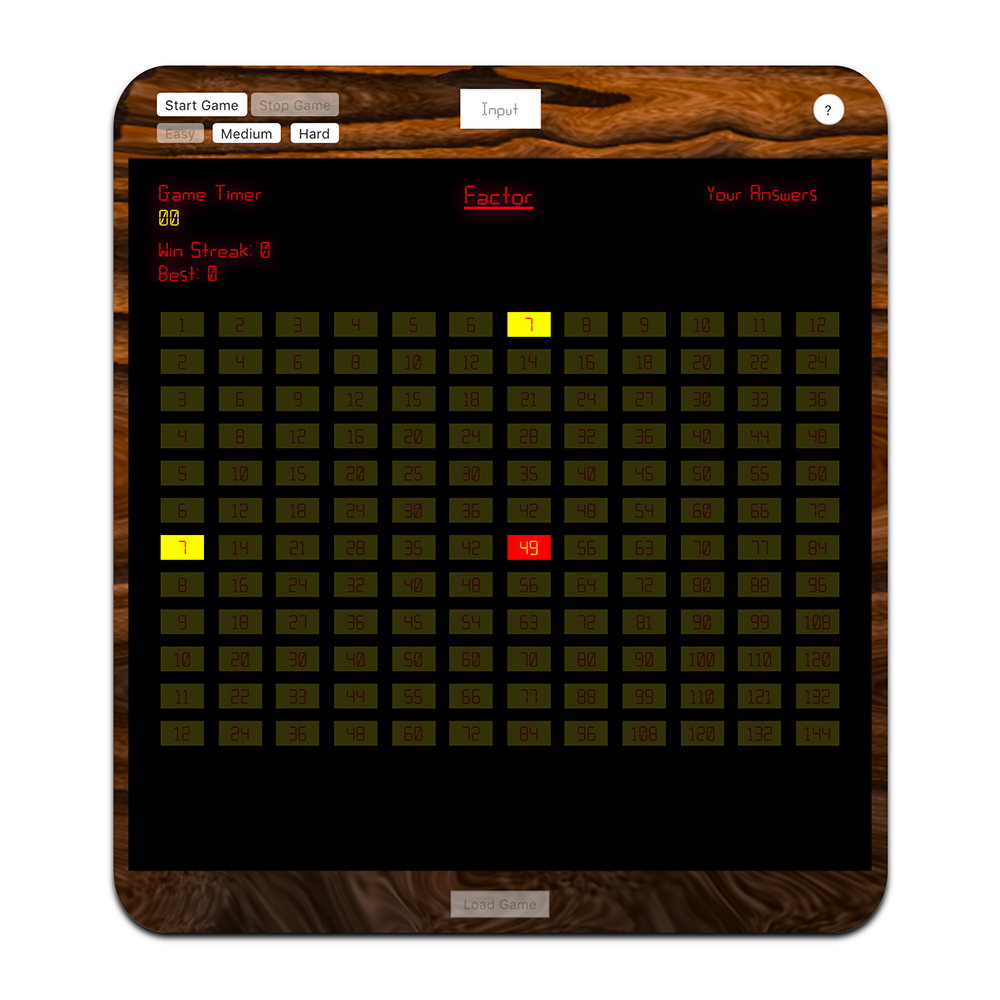 Start Game Stop Game Input ?
Easy Medium Hard
Game Timer Factor Your Answers
00
Win Streak: 0
Best: 0
1 2 3 4 5 6 7 8 9 10 11 12
2 4 6 8 10 12 14 16 18 20 22 24
3 6 9 12 15 18 21 24 27 30 33 36
4 8 12 16 20 24 28 32 36 40 44 48
5 10 15 20 25 30 35 40 45 50 55 60
6 12 18 24 30 36 42 48 54 60 66 72
7 14 21 28 35 42 49 56 63 70 77 84
8 16 24 32 40 48 56 64 72 80 88 96
9 18 27 36 45 54 63 72 81 90 99 108
10 20 30 40 50 60 70 80 90 100 110 120
11 22 33 44 55 66 77 88 99 110 121 132
12 24 36 48 60 72 84 96 108 120 132 144
Load Game